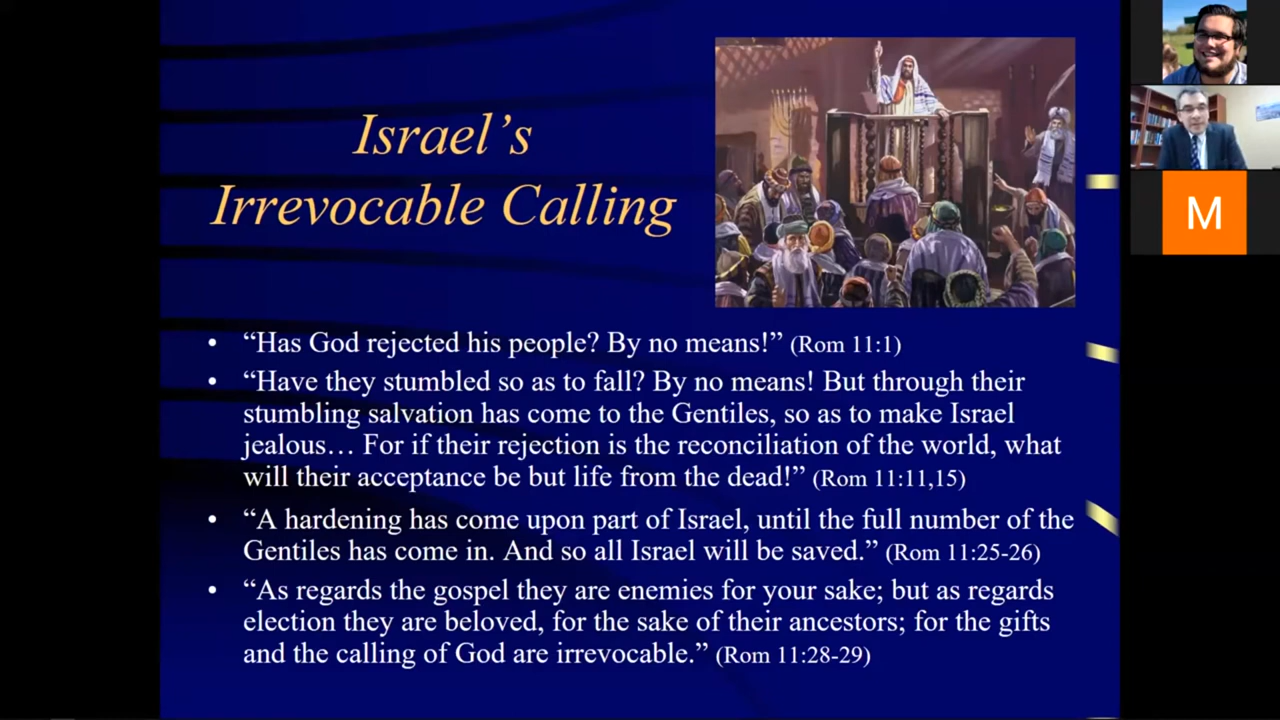 Israel’s
Irrevocable Calling
• “Has God rejected his people? By no means!” (Rom 11:1)
• “Have they stumbled so as to fall? By no means! But through their
stumbling salvation has come to the Gentiles, so as to make Israel
jealous… For if their rejection is the reconciliation of the world, what
will their acceptance be but life from the dead!” (Rom 11:11,15)
• “A hardening has come upon part of Israel, until the full number of the
Gentiles has come in. And so all Israel will be saved.” (Rom 11:25-26)
• “As regards the gospel they are enemies for your sake; but as regards
election they are beloved, for the sake of their ancestors; for the gifts
and the calling of God are irrevocable.” (Rom 11:28-29)
M